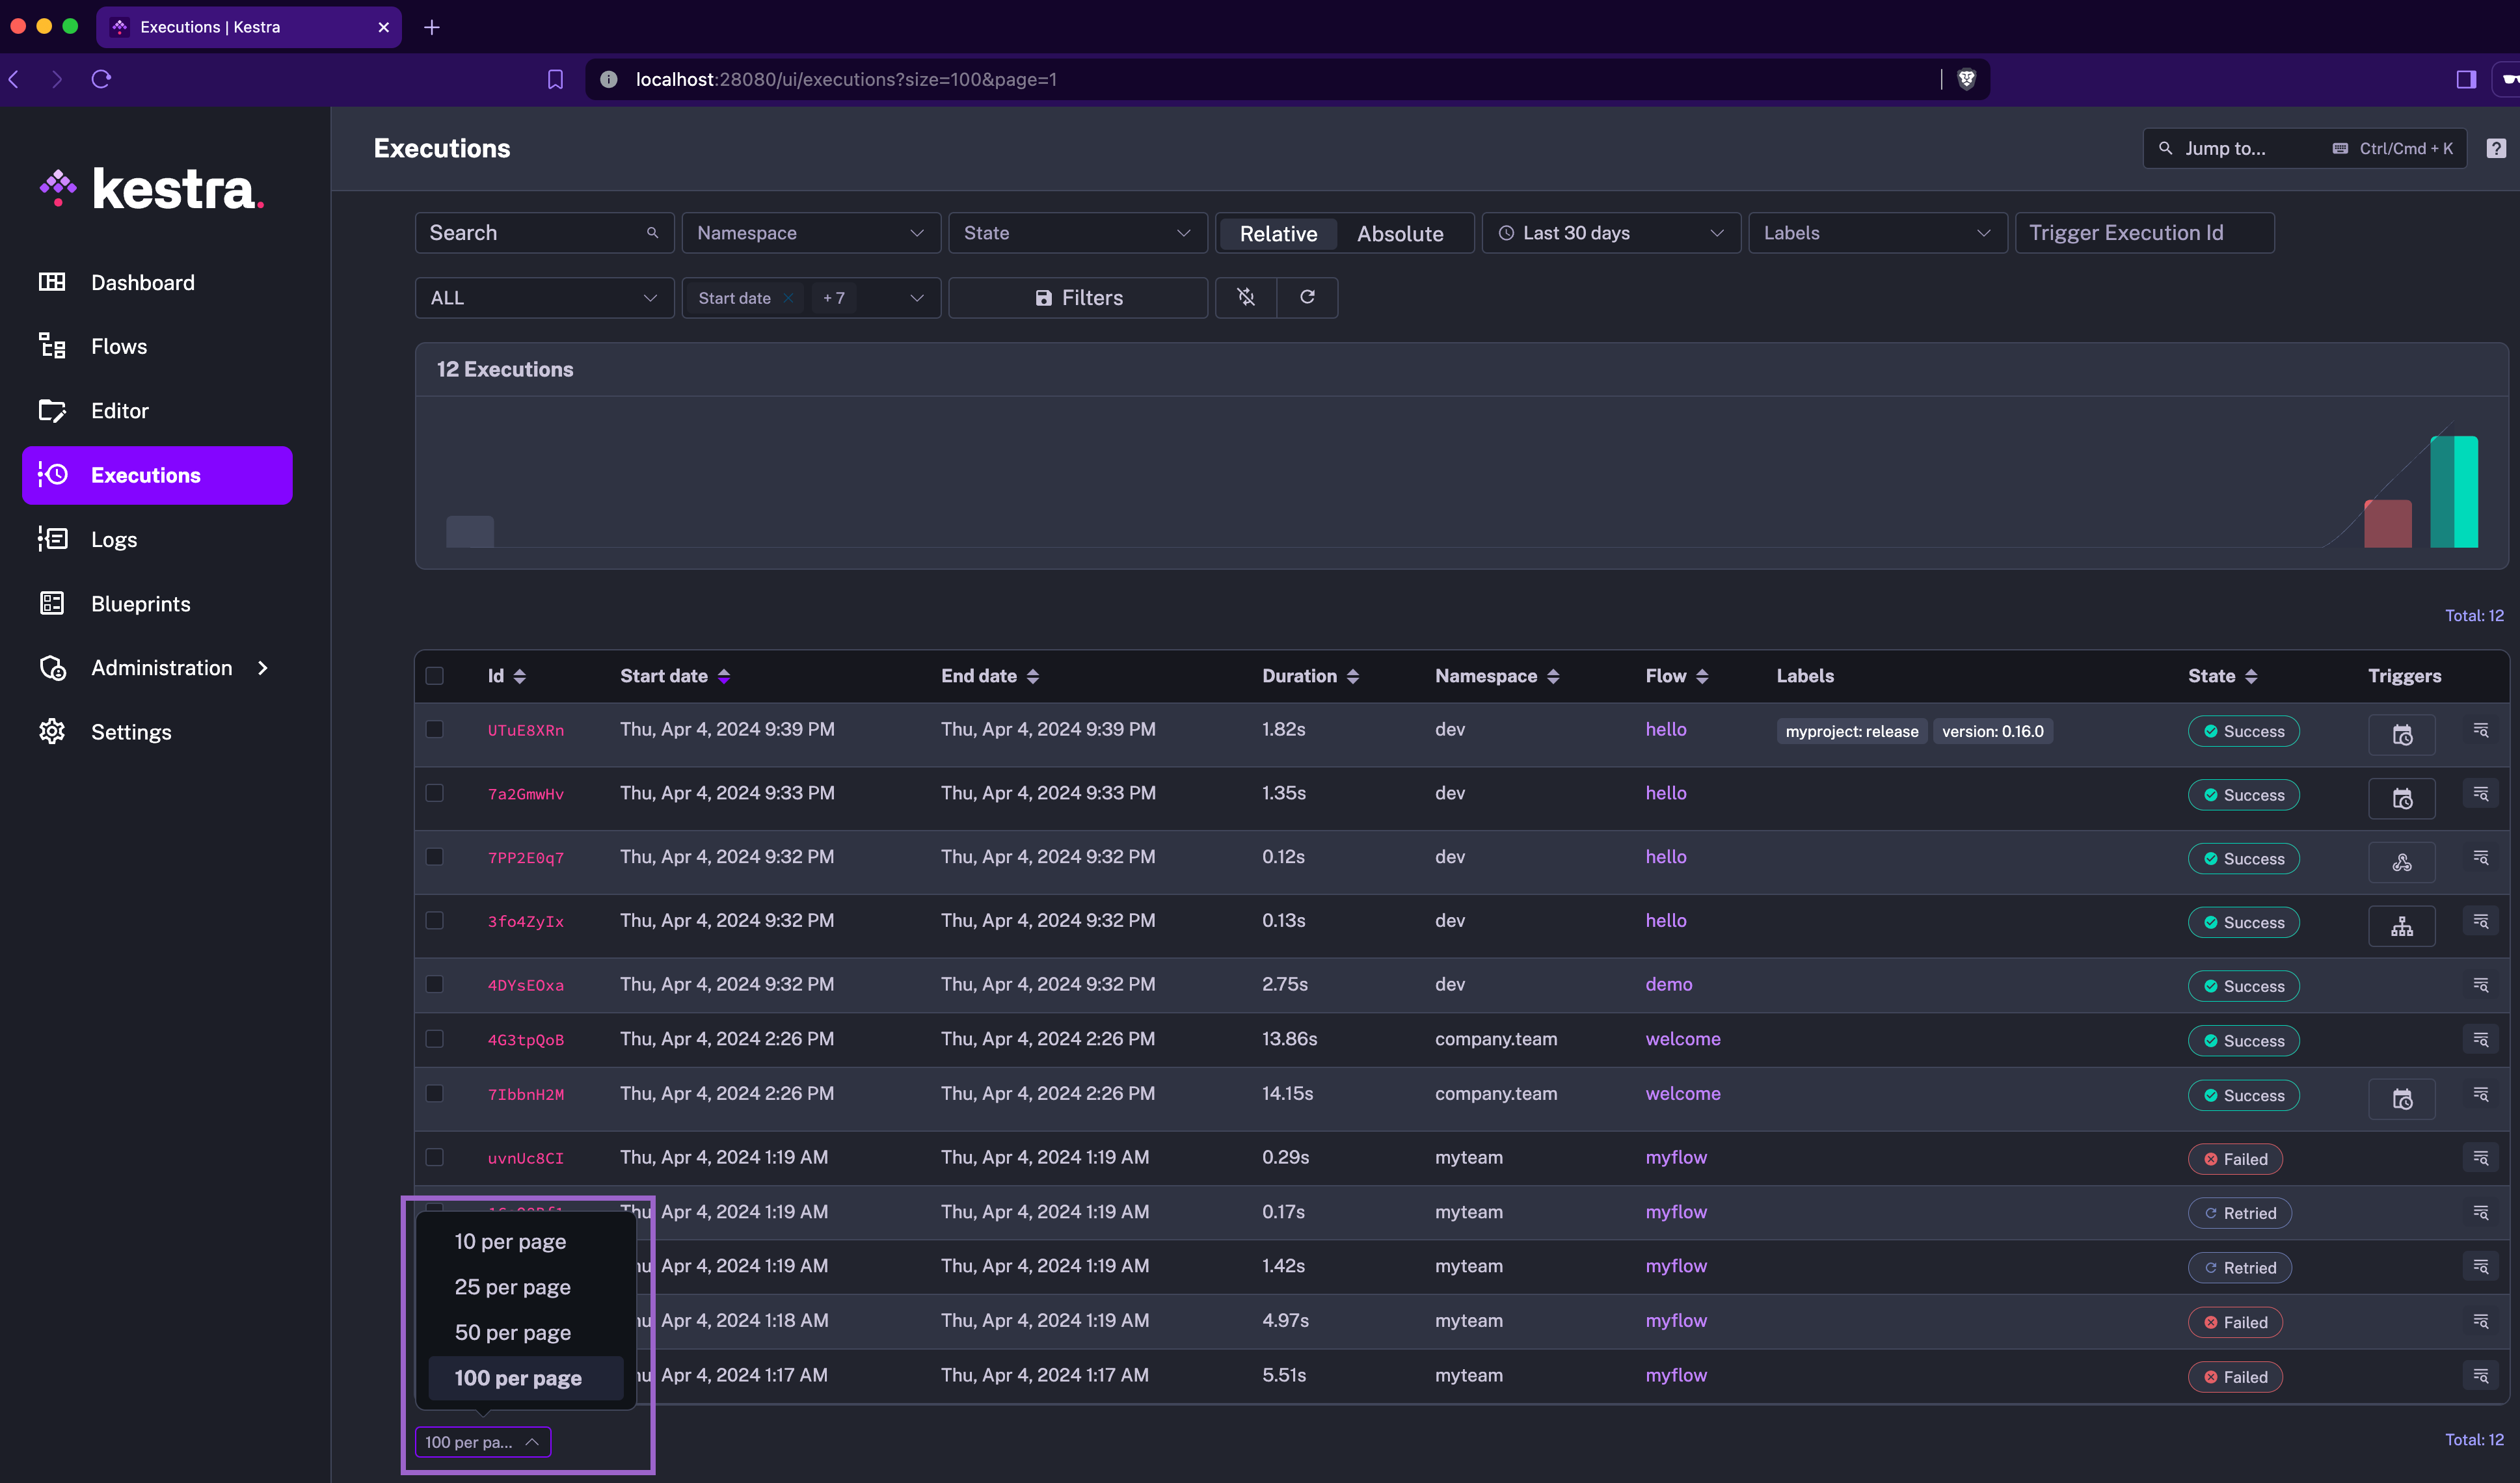 Executions | Kestra
localhost:28080/ui/executions?size=100&page=1
kestra.
Executions
Jump to... Ctrl/Cmd + K ?
Dashboard
Flows
Editor
Executions
Logs
Blueprints
Administration
Settings
Search Namespace State Relative Absolute Last 30 days Labels Trigger Execution Id
ALL Start date + 7 Filters
12 Executions
Total: 12
Id Start date End date Duration Namespace Flow Labels State Triggers
UTuE8XRn Thu, Apr 4, 2024 9:39 PM Thu, Apr 4, 2024 9:39 PM 1.82s dev hello myproject: release version: 0.16.0 Success
7a2GmwHv Thu, Apr 4, 2024 9:33 PM Thu, Apr 4, 2024 9:33 PM 1.35s dev hello Success
7PP2E0q7 Thu, Apr 4, 2024 9:32 PM Thu, Apr 4, 2024 9:32 PM 0.12s dev hello Success
3fo4ZyIx Thu, Apr 4, 2024 9:32 PM Thu, Apr 4, 2024 9:32 PM 0.13s dev hello Success
4DYsEOxa Thu, Apr 4, 2024 9:32 PM Thu, Apr 4, 2024 9:32 PM 2.75s dev demo Success
4G3tpQoB Thu, Apr 4, 2024 2:26 PM Thu, Apr 4, 2024 2:26 PM 13.86s company.team welcome Success
7IbbnH2M Thu, Apr 4, 2024 2:26 PM Thu, Apr 4, 2024 2:26 PM 14.15s company.team welcome Success
uvnUc8CI Thu, Apr 4, 2024 1:19 AM Thu, Apr 4, 2024 1:19 AM 0.29s myteam myflow Failed
Apr 4, 2024 1:19 AM Thu, Apr 4, 2024 1:19 AM 0.17s myteam myflow Retried
Apr 4, 2024 1:19 AM Thu, Apr 4, 2024 1:19 AM 1.42s myteam myflow Retried
Apr 4, 2024 1:18 AM Thu, Apr 4, 2024 1:19 AM 4.97s myteam myflow Failed
Apr 4, 2024 1:17 AM Thu, Apr 4, 2024 1:17 AM 5.51s myteam myflow Failed
10 per page
25 per page
50 per page
100 per page
100 per pa...
Total: 12